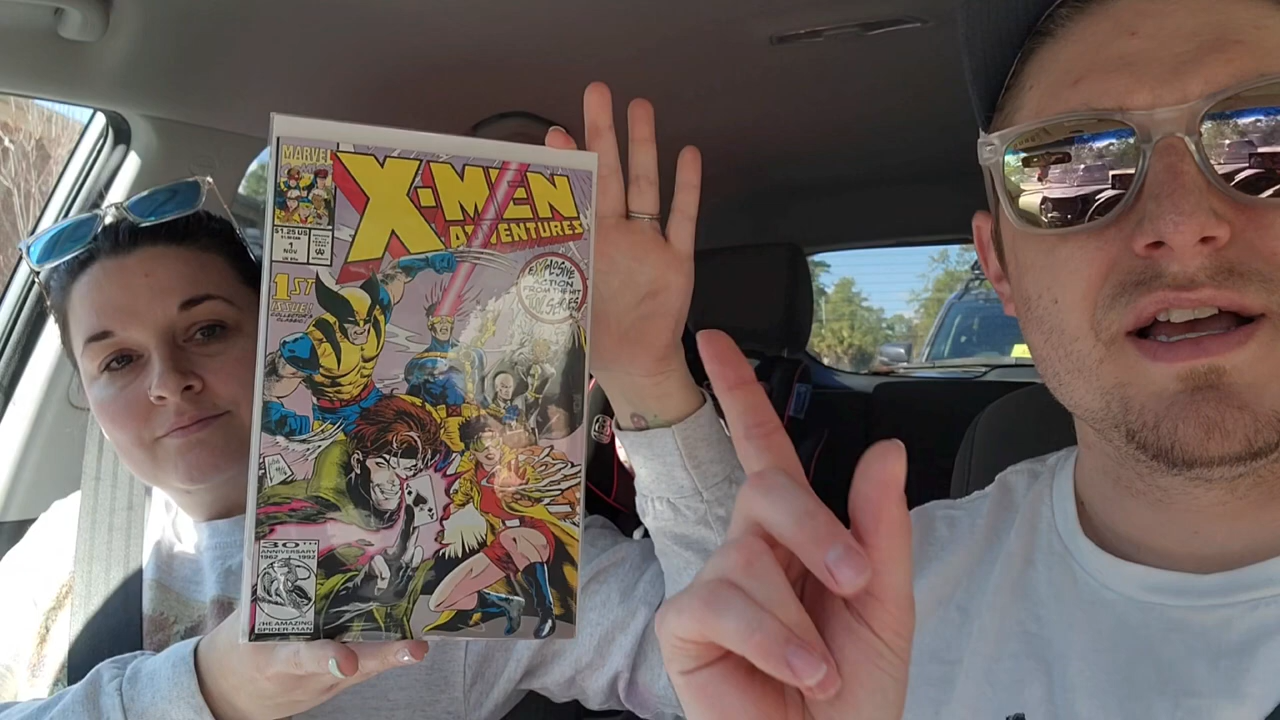 MARVEL
X-MEN
ADVENTURES
$1.25 US
1
NOV
1ST
ISSUE!
COLLECTOR'S
CLASSIC!
EXPLOSIVE
ACTION
FROM THE HIT
TV SERIES
30TH
ANNIVERSARY
1962 1992
THE AMAZING
SPIDER-MAN